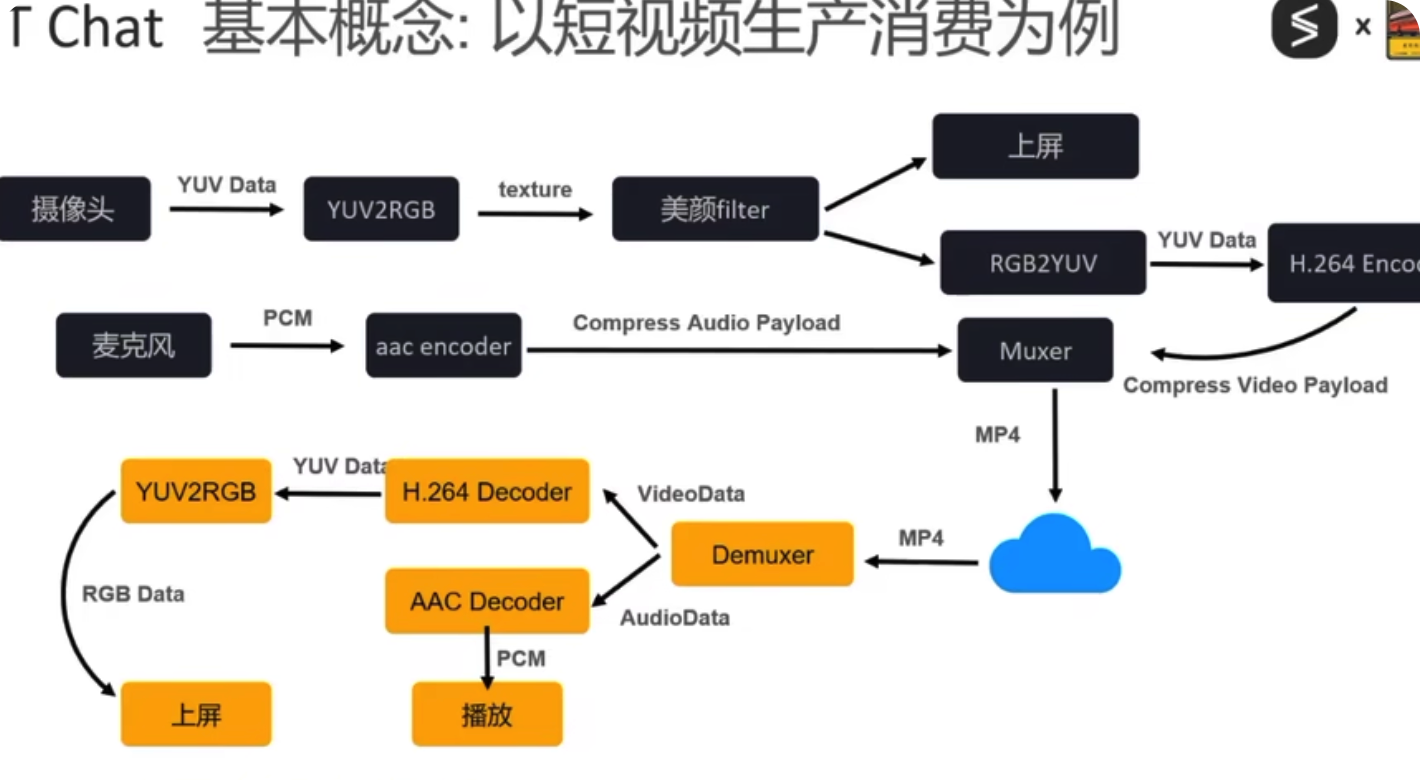 Chat 基本概念: 以短视频生产消费为例
x
上屏
摄像头
YUV Data
YUV2RGB
texture
美颜filter
RGB2YUV
YUV Data
H.264
麦克风
PCM
aac encoder
Compress Audio Payload
Muxer
Compress Video Payload
MP4
YUV2RGB
YUV Data
H.264 Decoder
VideoData
Demuxer
MP4
RGB Data
AAC Decoder
AudioData
PCM
上屏
播放